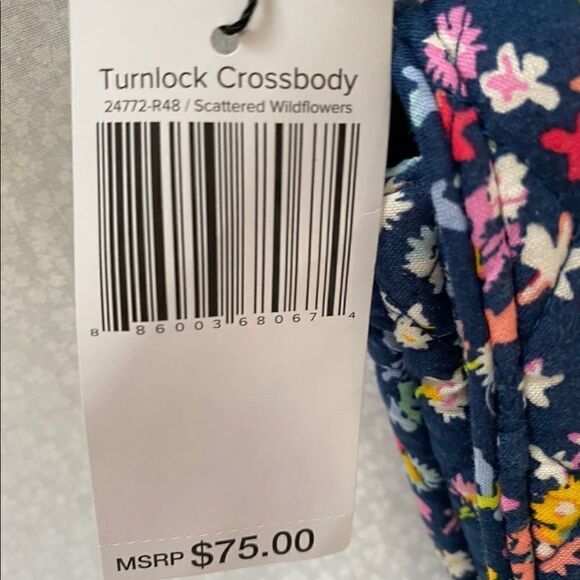 Turnlock Crossbody
24772-R48 / Scattered Wildflowers
8 86003 68067 4
MSRP $75.00